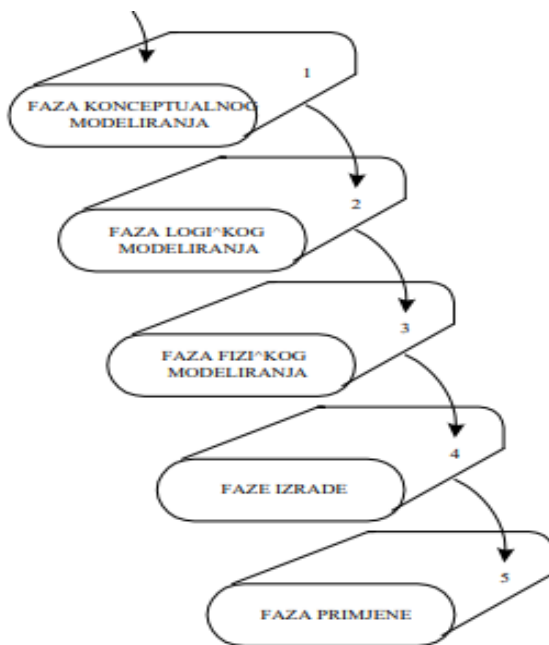 1
FAZA KONCEPTUALNOG
MODELIRANJA
2
FAZA LOGI^KOG
MODELIRANJA
3
FAZA FIZI^KOG
MODELIRANJA
4
FAZE IZRADE
5
FAZA PRIMJENE